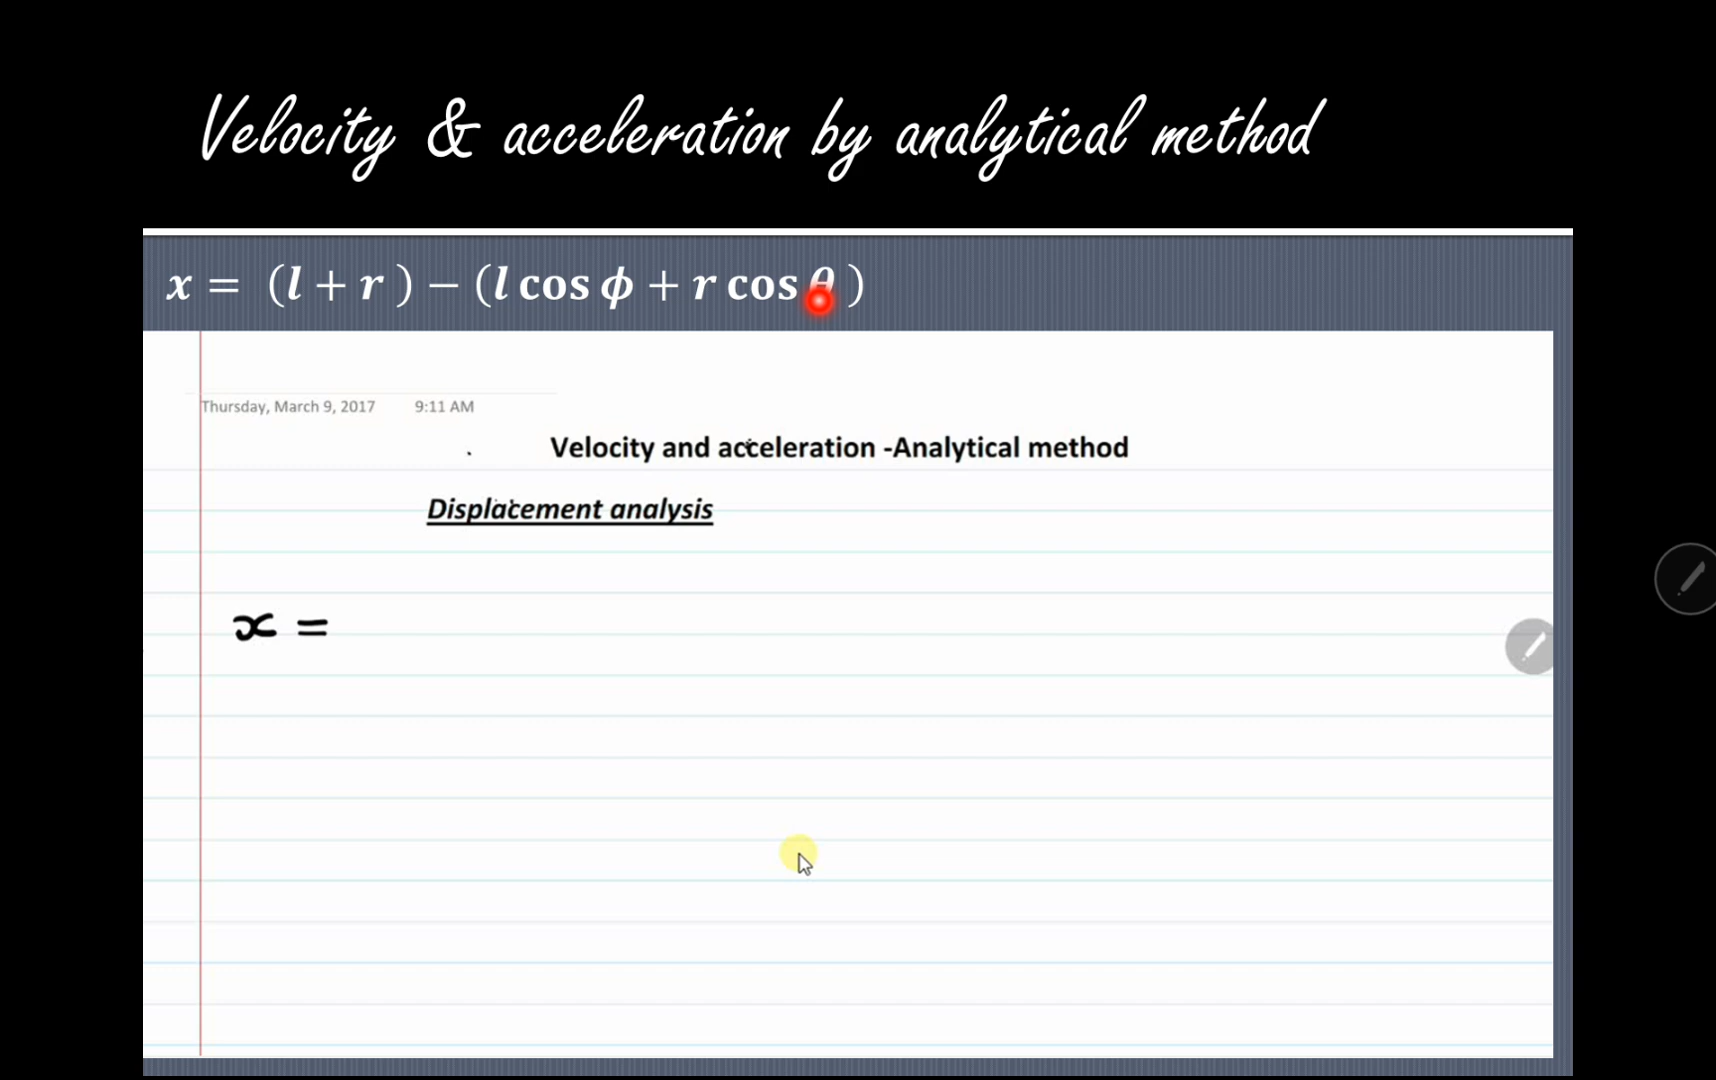 Velocity & acceleration by analytical method
x = (l + r) − (l cos ϕ + r cos θ)
Thursday, March 9, 2017 9:11 AM
Velocity and acceleration -Analytical method
Displacement analysis
x =